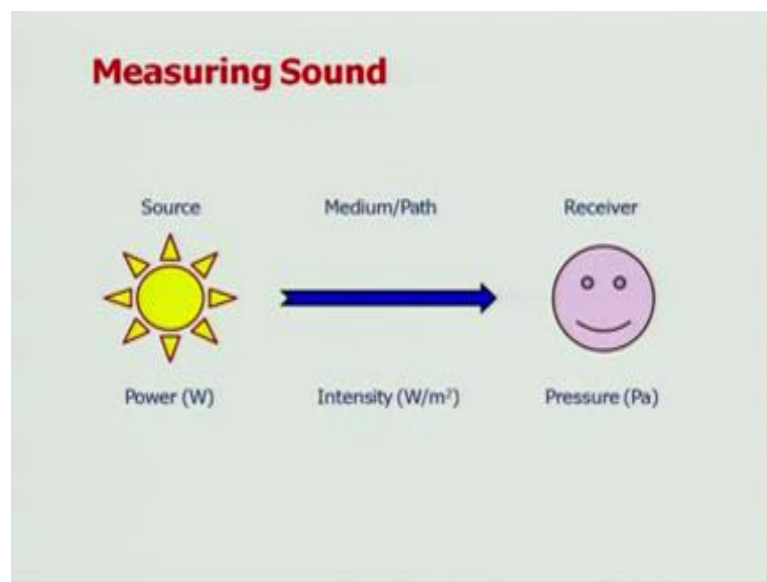 Measuring Sound
Source Medium/Path Receiver
Power (W) Intensity (W/m²) Pressure (Pa)